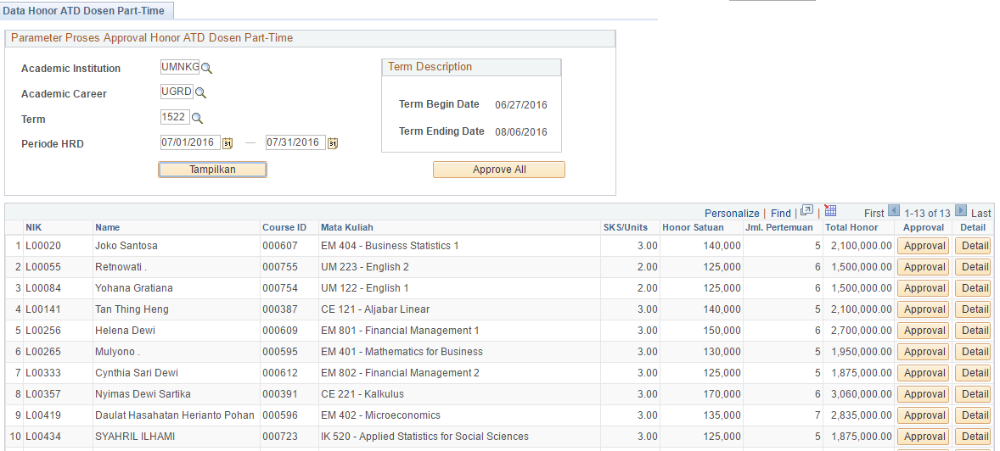 Data Honor ATD Dosen Part-Time
Parameter Proses Approval Honor ATD Dosen Part-Time
Academic Institution UMNKG
Academic Career UGRD
Term 1522
Periode HRD 07/01/2016 31 — 07/31/2016 31
Term Description
Term Begin Date 06/27/2016
Term Ending Date 08/06/2016
Tampilkan Approve All
Personalize | Find | | First 1-13 of 13 Last
NIK Name Course ID Mata Kuliah SKS/Units Honor Satuan Jml. Pertemuan Total Honor Approval Detail
1 L00020 Joko Santosa 000607 EM 404 - Business Statistics 1 3.00 140,000 5 2,100,000.00 Approval Detail
2 L00055 Retnowati . 000755 UM 223 - English 2 2.00 125,000 6 1,500,000.00 Approval Detail
3 L00084 Yohana Gratiana 000754 UM 122 - English 1 2.00 125,000 6 1,500,000.00 Approval Detail
4 L00141 Tan Thing Heng 000387 CE 121 - Aljabar Linear 3.00 140,000 5 2,100,000.00 Approval Detail
5 L00256 Helena Dewi 000609 EM 801 - Financial Management 1 3.00 150,000 6 2,700,000.00 Approval Detail
6 L00265 Mulyono . 000595 EM 401 - Mathematics for Business 3.00 130,000 5 1,950,000.00 Approval Detail
7 L00333 Cynthia Sari Dewi 000612 EM 802 - Financial Management 2 3.00 125,000 5 1,875,000.00 Approval Detail
8 L00357 Nyimas Dewi Sartika 000391 CE 221 - Kalkulus 3.00 170,000 6 3,060,000.00 Approval Detail
9 L00419 Daulat Hasahatan Herianto Pohan 000596 EM 402 - Microeconomics 3.00 135,000 7 2,835,000.00 Approval Detail
10 L00434 SYAHRIL ILHAMI 000723 IK 520 - Applied Statistics for Social Sciences 3.00 125,000 5 1,875,000.00 Approval Detail